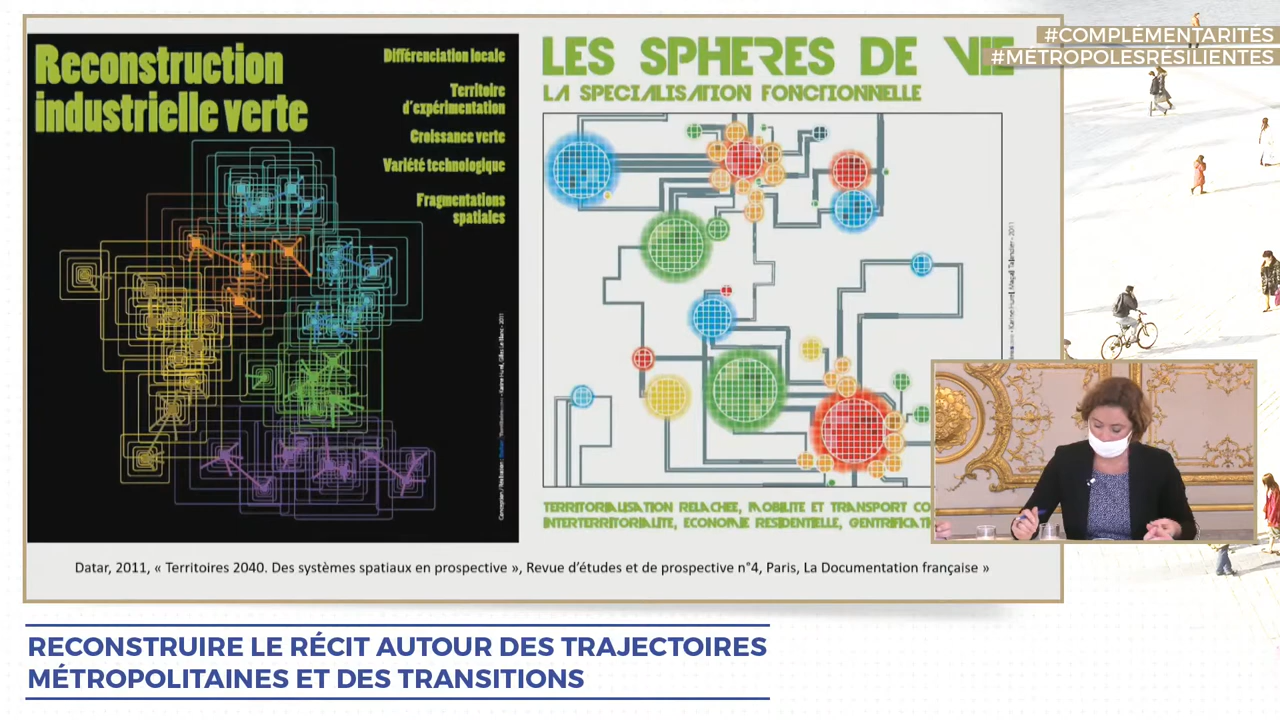 #COMPLÉMENTARITÉS
#MÉTROPOLESRÉSILIENTES
Reconstruction
industrielle verte
Différenciation locale
Territoire
d'expérimentation
Croissance verte
Variété technologique
Fragmentations
spatiales
LES SPHERES DE VIE
LA SPECIALISATION FONCTIONNELLE
TERRITORIALISATION RELACHEE, MOBILITE ET TRANSPORT CO
INTERTERRITORIALITE, ECONOMIE RESIDENTIELLE, GENTRIFICATI
Datar, 2011, « Territoires 2040. Des systèmes spatiaux en prospective », Revue d'études et de prospective n°4, Paris, La Documentation française »
RECONSTRUIRE LE RÉCIT AUTOUR DES TRAJECTOIRES
MÉTROPOLITAINES ET DES TRANSITIONS